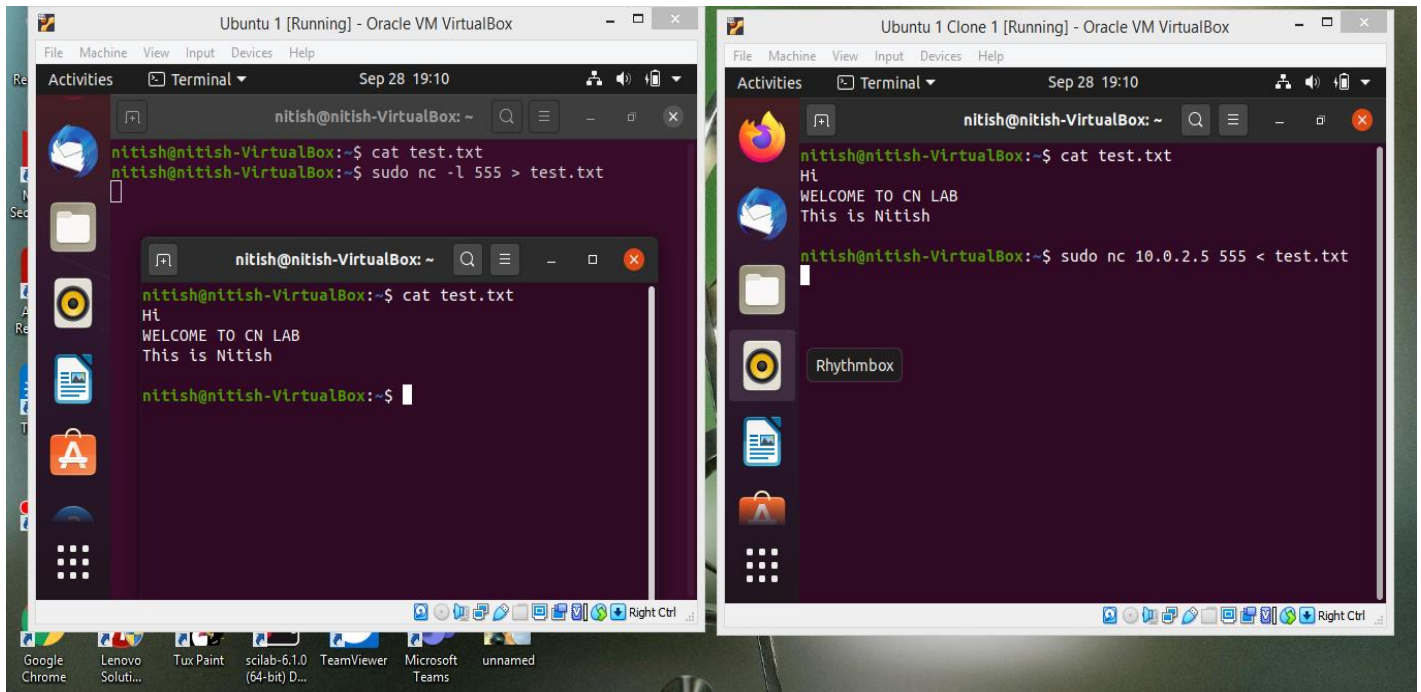 Ubuntu 1 [Running] - Oracle VM VirtualBox
File Machine View Input Devices Help
Activities Terminal Sep 28 19:10
nitish@nitish-VirtualBox: ~
nitish@nitish-VirtualBox:~$ cat test.txt
nitish@nitish-VirtualBox:~$ sudo nc -l 555 > test.txt
nitish@nitish-VirtualBox: ~
nitish@nitish-VirtualBox:~$ cat test.txt
Hi
WELCOME TO CN LAB
This is Nitish
nitish@nitish-VirtualBox:~$
Right Ctrl
Ubuntu 1 Clone 1 [Running] - Oracle VM VirtualBox
File Machine View Input Devices Help
Activities Terminal Sep 28 19:10
nitish@nitish-VirtualBox: ~
nitish@nitish-VirtualBox:~$ cat test.txt
Hi
WELCOME TO CN LAB
This is Nitish
nitish@nitish-VirtualBox:~$ sudo nc 10.0.2.5 555 < test.txt
Rhythmbox
Right Ctrl
Google Chrome
Lenovo Soluti...
Tux Paint
scilab-6.1.0 (64-bit) D...
TeamViewer
Microsoft Teams
unnamed